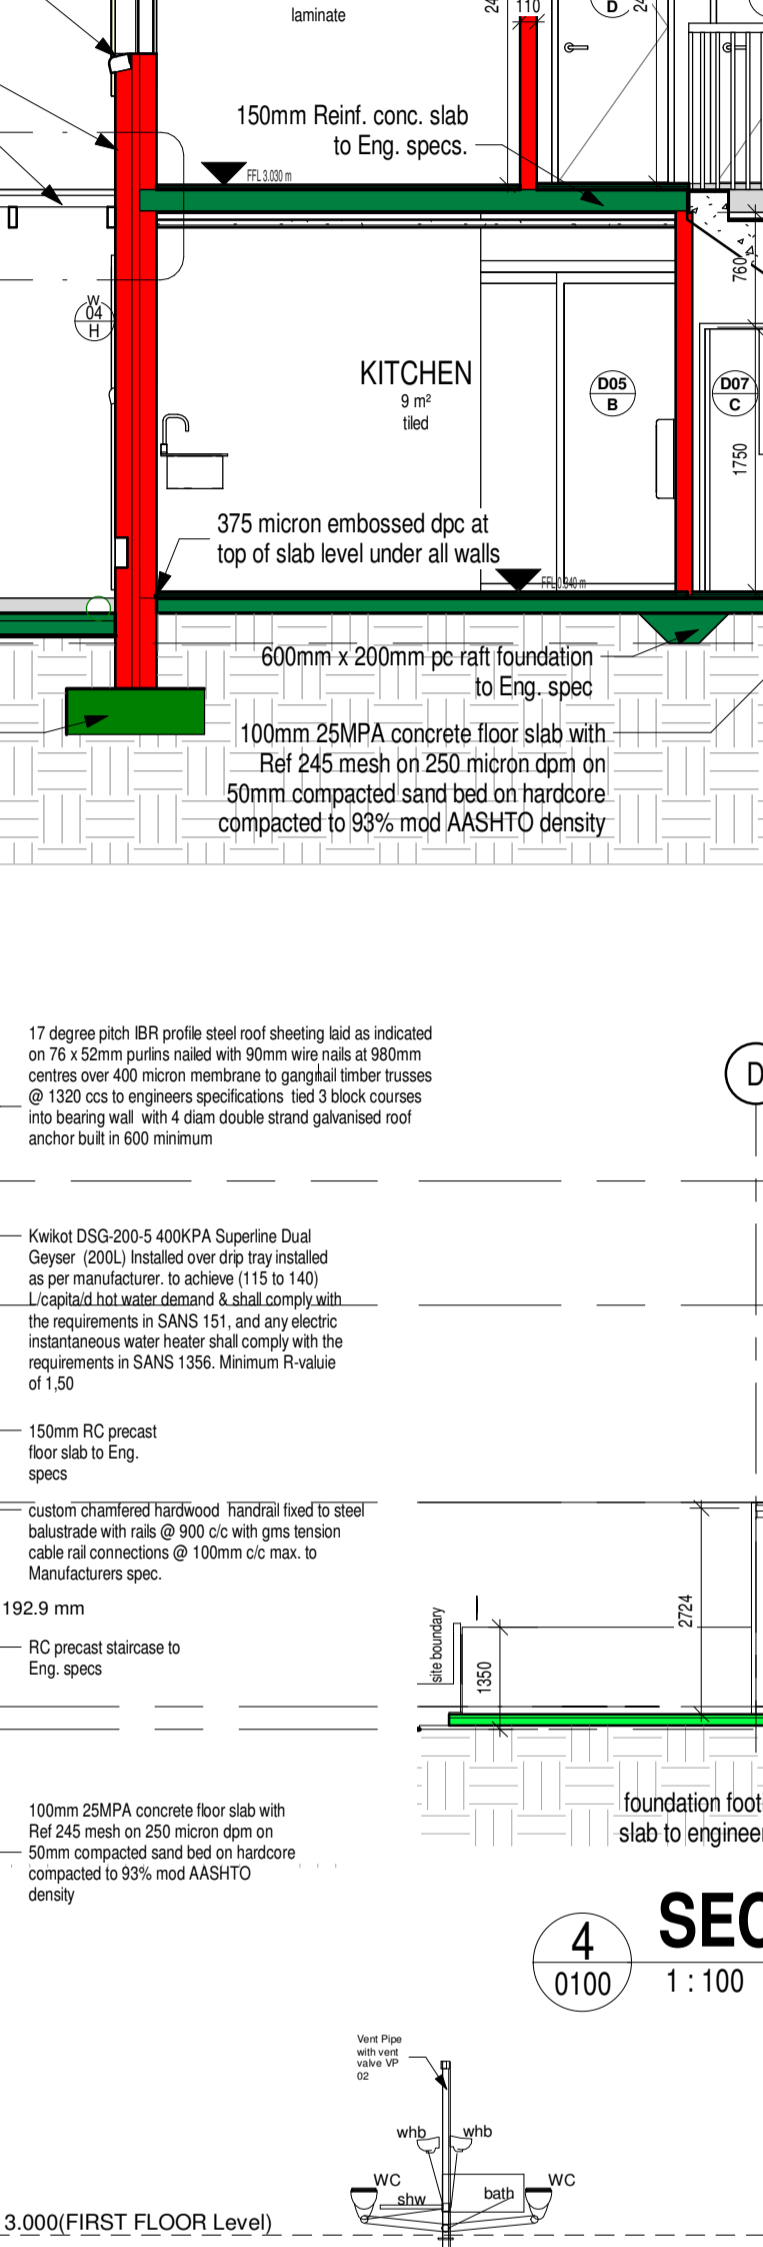 laminate
24
110
D
24
150mm Reinf. conc. slab
to Eng. specs.
FFL 3.030 m
760
W
04
H
KITCHEN
9 m²
tiled
D05
B
D07
C
1750
375 micron embossed dpc at
top of slab level under all walls
600mm x 200mm pc raft foundation
to Eng. spec
100mm 25MPA concrete floor slab with
Ref 245 mesh on 250 micron dpm on
50mm compacted sand bed on hardcore
compacted to 93% mod AASHTO density
17 degree pitch IBR profile steel roof sheeting laid as indicated
on 76 x 52mm purlins nailed with 90mm wire nails at 980mm
centres over 400 micron membrane to gangnail timber trusses
@ 1320 ccs to engineers specifications tied 3 block courses
into bearing wall with 4 diam double strand galvanised roof
anchor built in 600 minimum
D
Kwikot DSG-200-5 400KPA Superline Dual
Geyser (200L) Installed over drip tray installed
as per manufacturer. to achieve (115 to 140)
L/capita/d hot water demand & shall comply with
the requirements in SANS 151, and any electric
instantaneous water heater shall comply with the
requirements in SANS 1356. Minimum R-valuie
of 1,50
150mm RC precast
floor slab to Eng.
specs
custom chamfered hardwood handrail fixed to steel
balustrade with rails @ 900 c/c with gms tension
cable rail connections @ 100mm c/c max. to
Manufacturers spec.
192.9 mm
RC precast staircase to
Eng. specs
site boundary
1350
2724
100mm 25MPA concrete floor slab with
Ref 245 mesh on 250 micron dpm on
50mm compacted sand bed on hardcore
compacted to 93% mod AASHTO
density
foundation foot
slab to engineer
4
0100
SEC
1 : 100
Vent Pipe
with vent
valve VP
02
whb
whb
WC
WC
shw
bath
3.000(FIRST FLOOR Level)